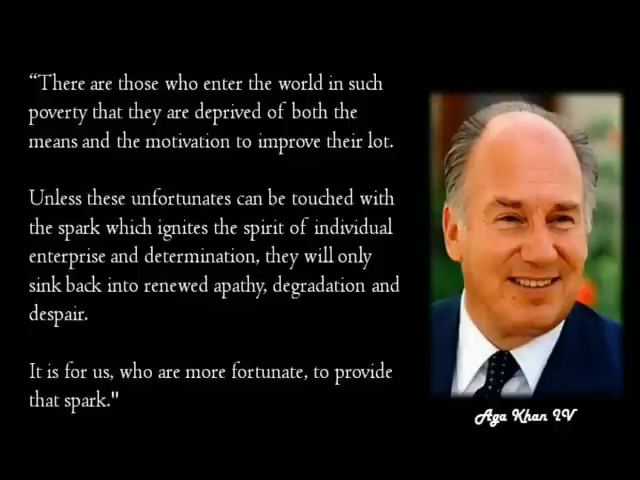 “There are those who enter the world in such
poverty that they are deprived of both the
means and the motivation to improve their lot.
Unless these unfortunates can be touched with
the spark which ignites the spirit of individual
enterprise and determination, they will only
sink back into renewed apathy, degradation and
despair.
It is for us, who are more fortunate, to provide
that spark."
Aga Khan IV